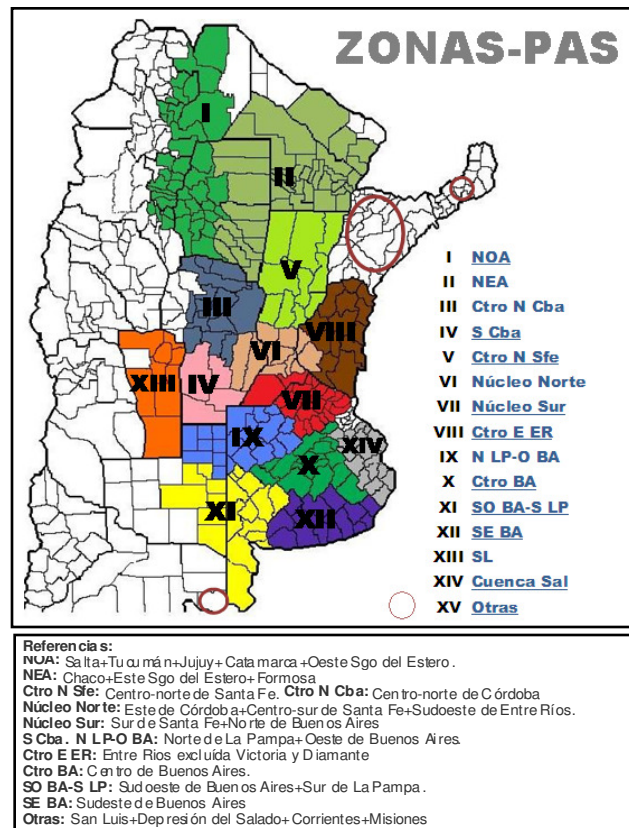 ZONAS-PAS
I
II
III
IV
V
VI
VII
VIII
IX
X
XI
XII
XIII
XIV
I NOA
II NEA
III Ctro N Cba
IV S Cba
V Ctro N Sfe
VI Núcleo Norte
VII Núcleo Sur
VIII Ctro E ER
IX N LP-O BA
X Ctro BA
XI SO BA-S LP
XII SE BA
XIII SL
XIV Cuenca Sal
XV Otras
Referencias:
NOA: Salta+Tucumán+Jujuy+Catamarca+Oeste Sgo del Estero.
NEA: Chaco+Este Sgo del Estero+Formosa
Ctro N Sfe: Centro-norte de Santa Fe. Ctro N Cba: Centro-norte de Córdoba
Núcleo Norte: Este de Córdoba+Centro-sur de Santa Fe+Sudoeste de Entre Ríos.
Núcleo Sur: Sur de Santa Fe+Norte de Buenos Aires
S Cba. N LP-O BA: Norte de La Pampa+Oeste de Buenos Aires.
Ctro E ER: Entre Rios excluída Victoria y Diamante
Ctro BA: Centro de Buenos Aires.
SO BA-S LP: Sudoeste de Buenos Aires+Sur de La Pampa.
SE BA: Sudeste de Buenos Aires
Otras: San Luis+Depresión del Salado+Corrientes+Misiones